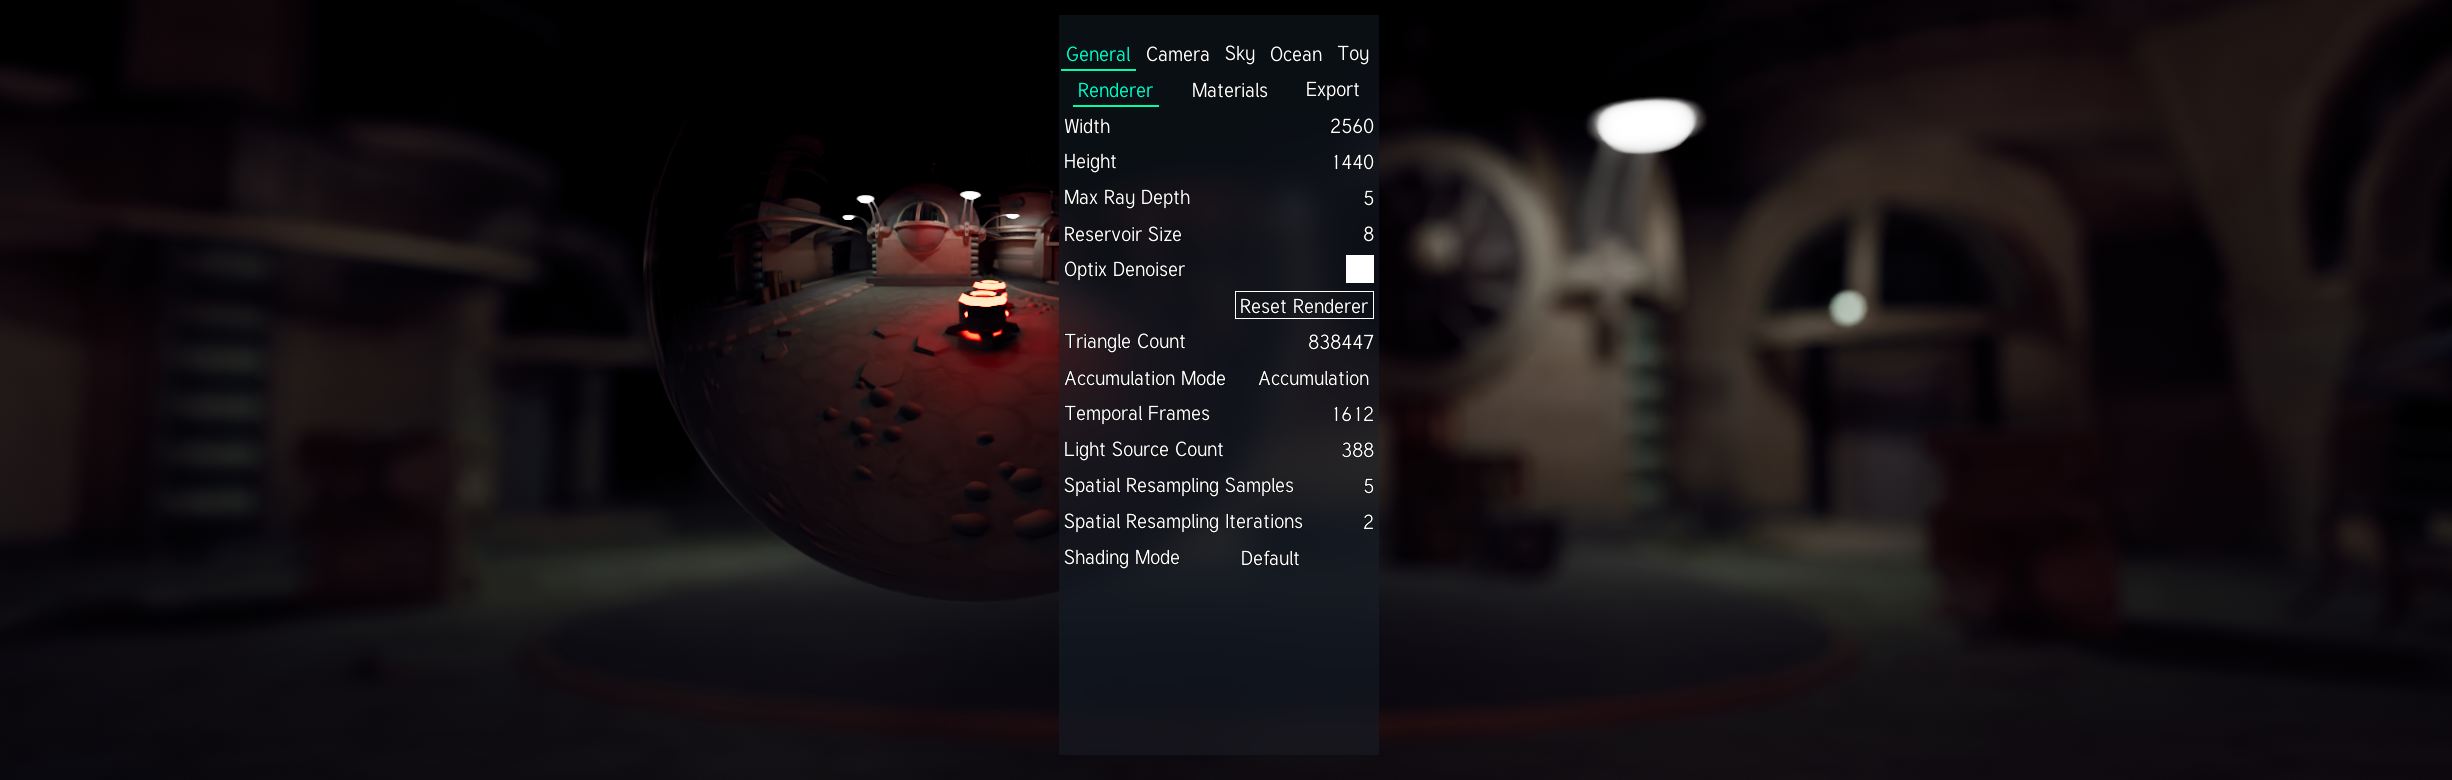 General Camera Sky Ocean Toy
Renderer Materials Export
Width 2560
Height 1440
Max Ray Depth 5
Reservoir Size 8
Optix Denoiser
Reset Renderer
Triangle Count 838447
Accumulation Mode Accumulation
Temporal Frames 1612
Light Source Count 388
Spatial Resampling Samples 5
Spatial Resampling Iterations 2
Shading Mode Default